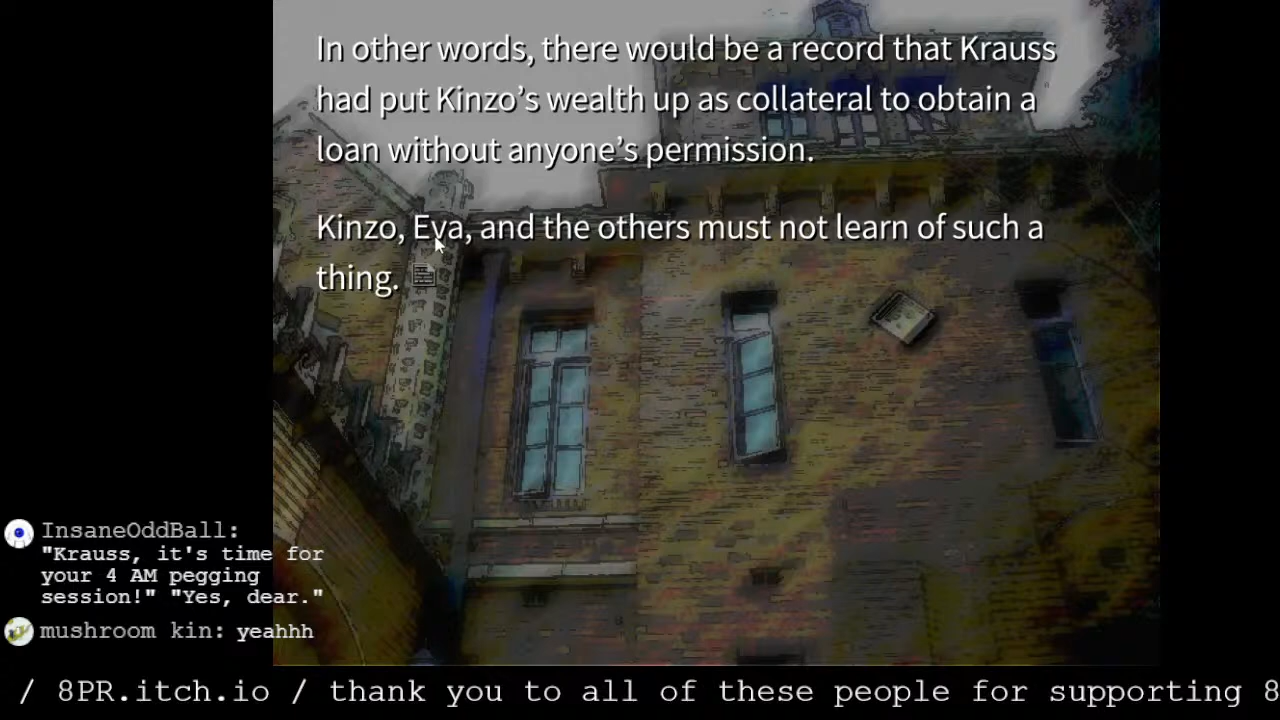 In other words, there would be a record that Krauss
had put Kinzo’s wealth up as collateral to obtain a
loan without anyone’s permission.
Kinzo, Eva, and the others must not learn of such a
thing.
InsaneOddBall:
"Krauss, it's time for
your 4 AM pegging
session!" "Yes, dear."
mushroom kin: yeahhh
/ 8PR.itch.io / thank you to all of these people for supporting 8